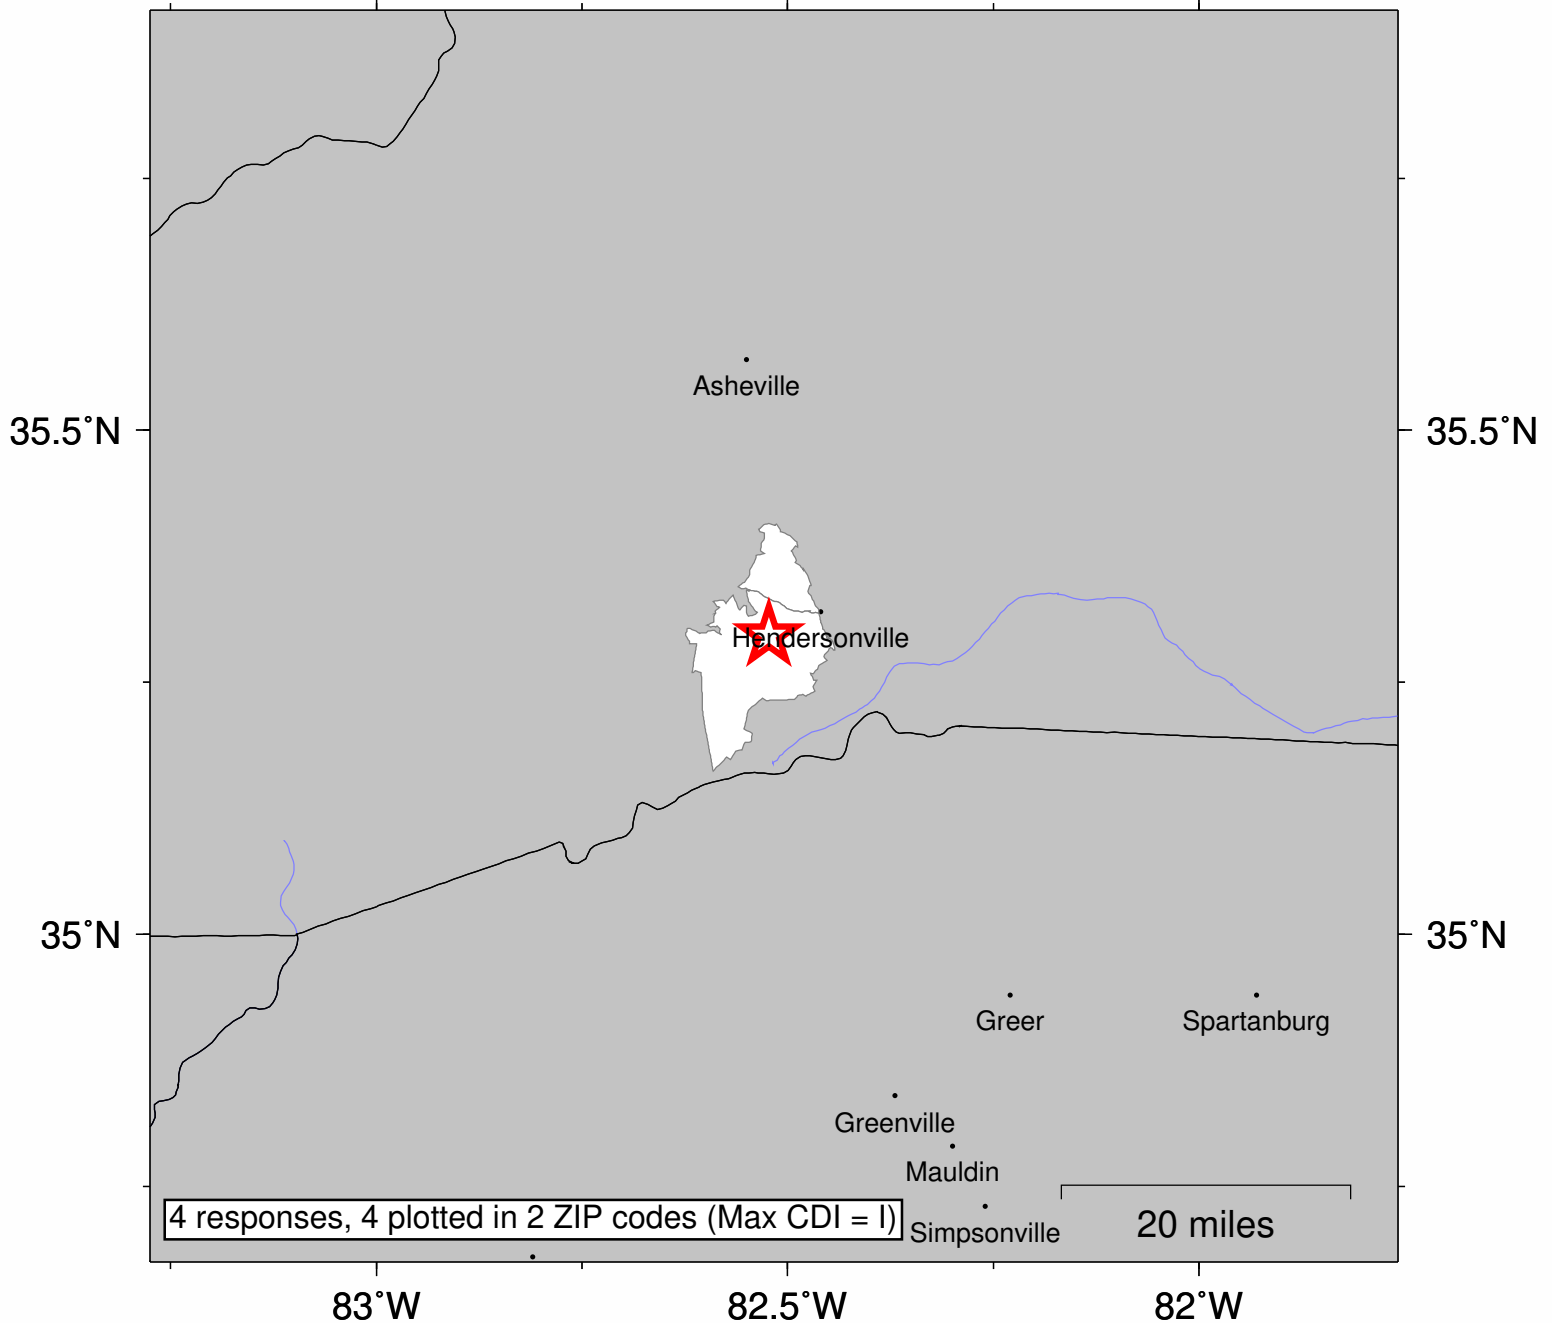 Asheville
35.5˚N
35.5˚N
Hendersonville
35˚N
35˚N
Greer
Spartanburg
Greenville
Mauldin
4 responses, 4 plotted in 2 ZIP codes (Max CDI = I)
Simpsonville
20 miles
83˚W
82.5˚W
82˚W